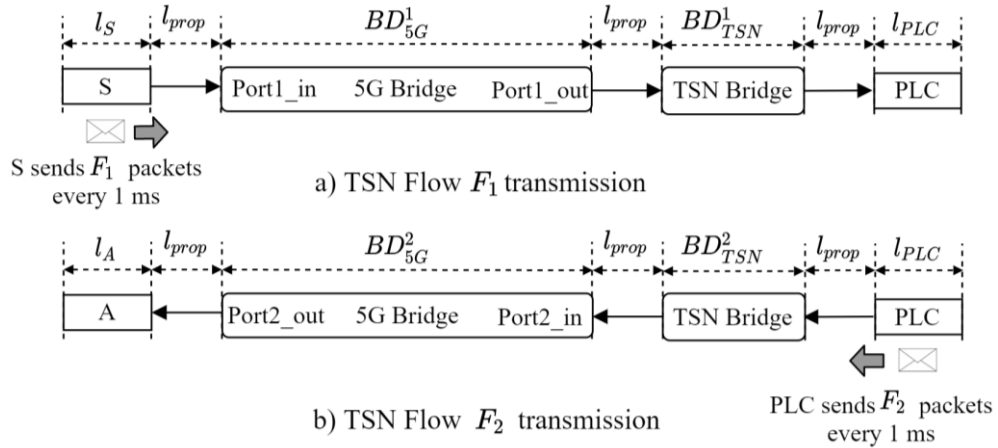 l_S l_prop BD^1_5G l_prop BD^1_TSN l_prop l_PLC
S Port1_in 5G Bridge Port1_out TSN Bridge PLC
S sends F_1 packets
every 1 ms
a) TSN Flow F_1 transmission
l_A l_prop BD^2_5G l_prop BD^2_TSN l_prop l_PLC
A Port2_out 5G Bridge Port2_in TSN Bridge PLC
PLC sends F_2 packets
every 1 ms
b) TSN Flow F_2 transmission